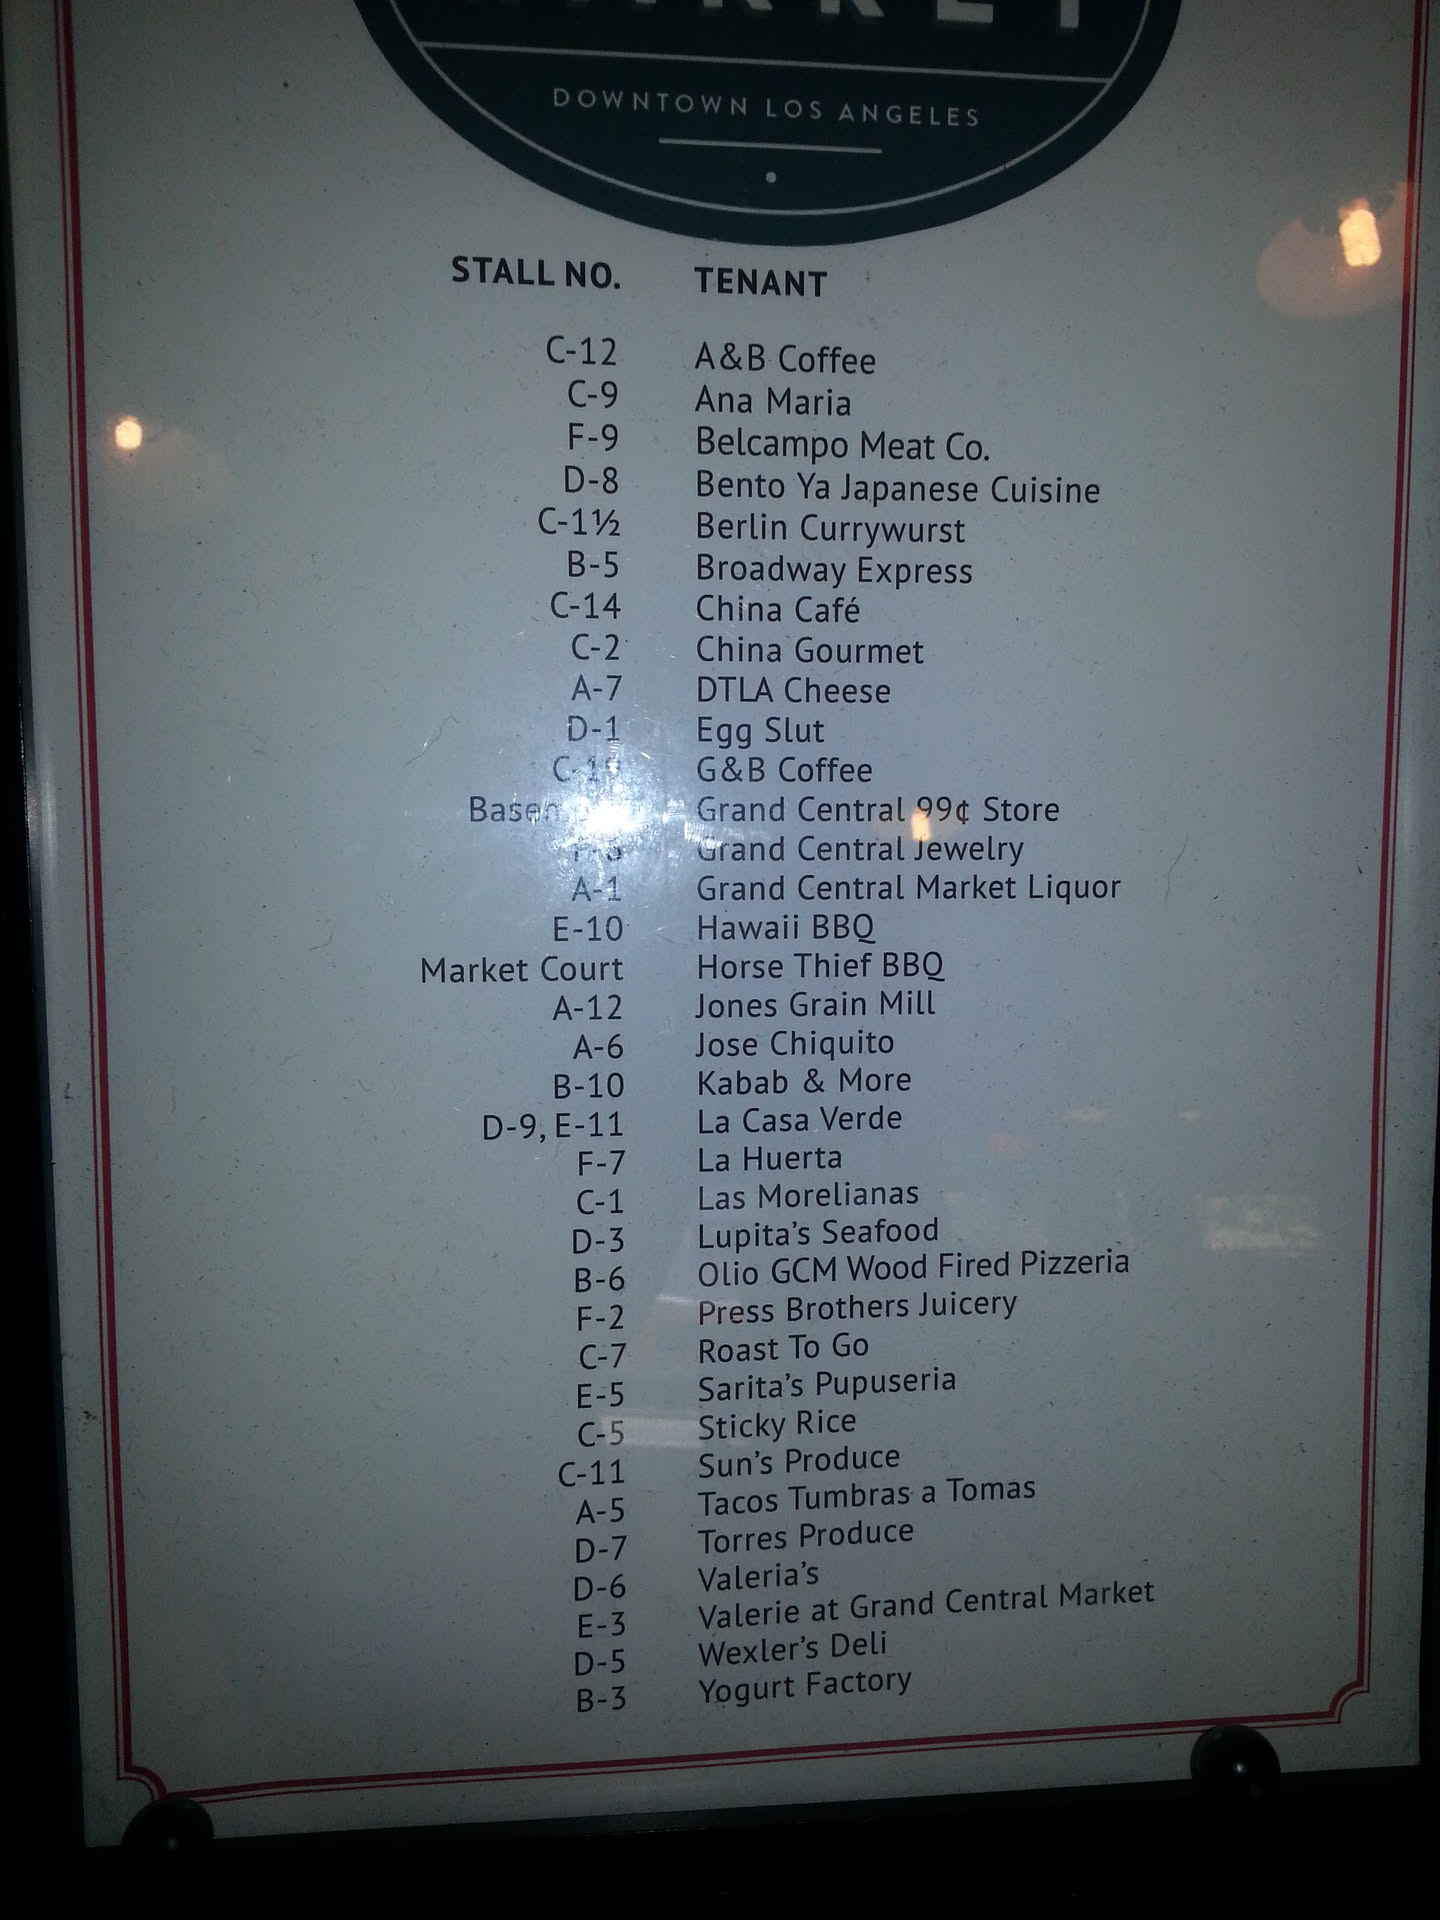 MARKET
DOWNTOWN LOS ANGELES
STALL NO. TENANT
C-12 A&B Coffee
C-9 Ana Maria
F-9 Belcampo Meat Co.
D-8 Bento Ya Japanese Cuisine
C-1½ Berlin Currywurst
B-5 Broadway Express
C-14 China Café
C-2 China Gourmet
A-7 DTLA Cheese
D-1 Egg Slut
G&B Coffee
Grand Central 99¢ Store
Grand Central Jewelry
A-1 Grand Central Market Liquor
E-10 Hawaii BBQ
Market Court Horse Thief BBQ
A-12 Jones Grain Mill
A-6 Jose Chiquito
B-10 Kabab & More
D-9, E-11 La Casa Verde
F-7 La Huerta
C-1 Las Morelianas
D-3 Lupita's Seafood
B-6 Olio GCM Wood Fired Pizzeria
F-2 Press Brothers Juicery
C-7 Roast To Go
E-5 Sarita's Pupuseria
C-5 Sticky Rice
C-11 Sun's Produce
A-5 Tacos Tumbras a Tomas
D-7 Torres Produce
D-6 Valeria's
E-3 Valerie at Grand Central Market
D-5 Wexler's Deli
B-3 Yogurt Factory